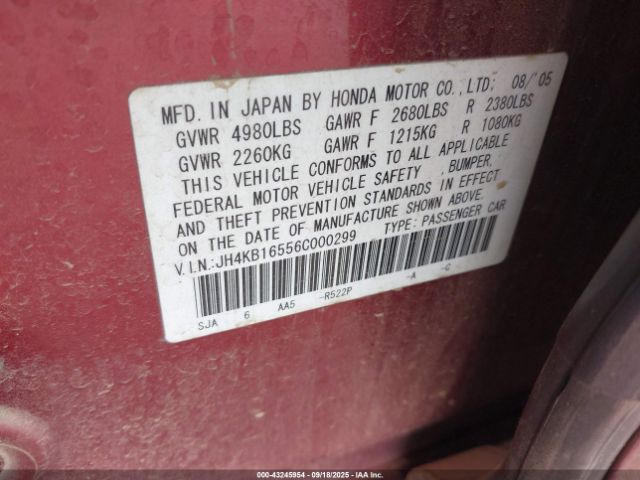 MFD. IN JAPAN BY HONDA MOTOR CO.,LTD; 08/'05
GVWR 4980LBS GAWR F 2680LBS R 2380LBS
GVWR 2260KG GAWR F 1215KG R 1080KG
THIS VEHICLE CONFORMS TO ALL APPLICABLE
FEDERAL MOTOR VEHICLE SAFETY ,BUMPER,
AND THEFT PREVENTION STANDARDS IN EFFECT
ON THE DATE OF MANUFACTURE SHOWN ABOVE.
V.I.N.:JH4KB16556C000299 TYPE: PASSENGER CAR
SJA 6 AA5 -R522P -A -C
000-43245954 09/18/2025 IAA Inc.